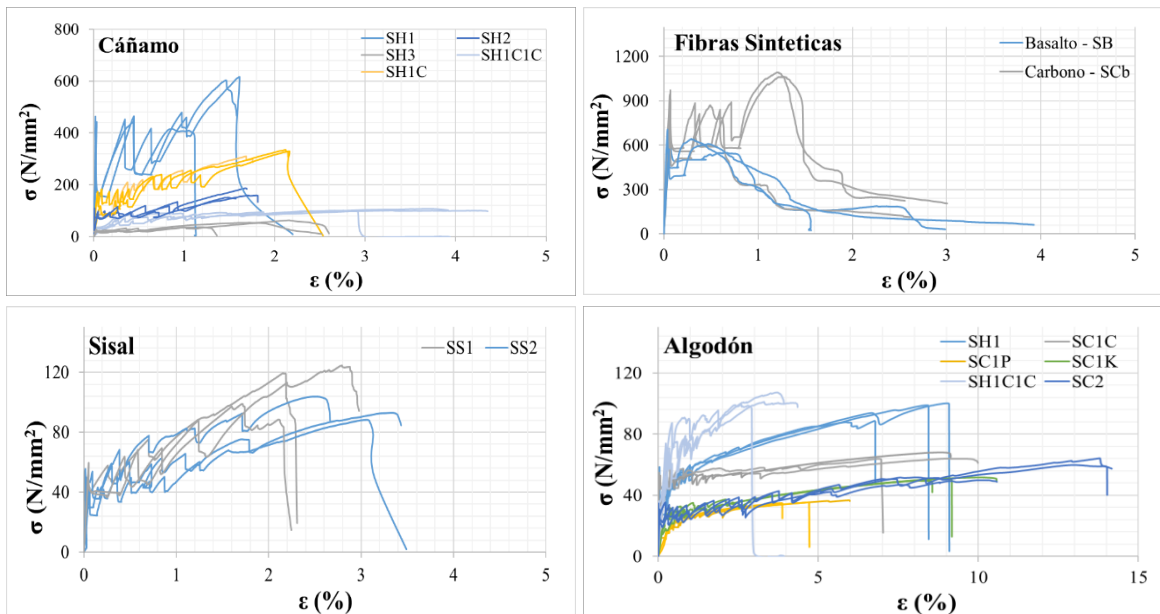 Cáñamo
SH1 SH2
SH3 SH1C1C
SH1C
800
600
400
200
0
0 1 2 3 4 5
σ (N/mm²)
ε (%)
Fibras Sinteticas
Basalto - SB
Carbono - SCb
1200
900
600
300
0
0 1 2 3 4 5
σ (N/mm²)
ε (%)
Sisal
SS1 SS2
120
80
40
0
0 1 2 3 4 5
σ (N/mm²)
ε (%)
Algodón
SH1 SC1C
SC1P SC1K
SH1C1C SC2
120
80
40
0
0 5 10 15
σ (N/mm²)
ε (%)